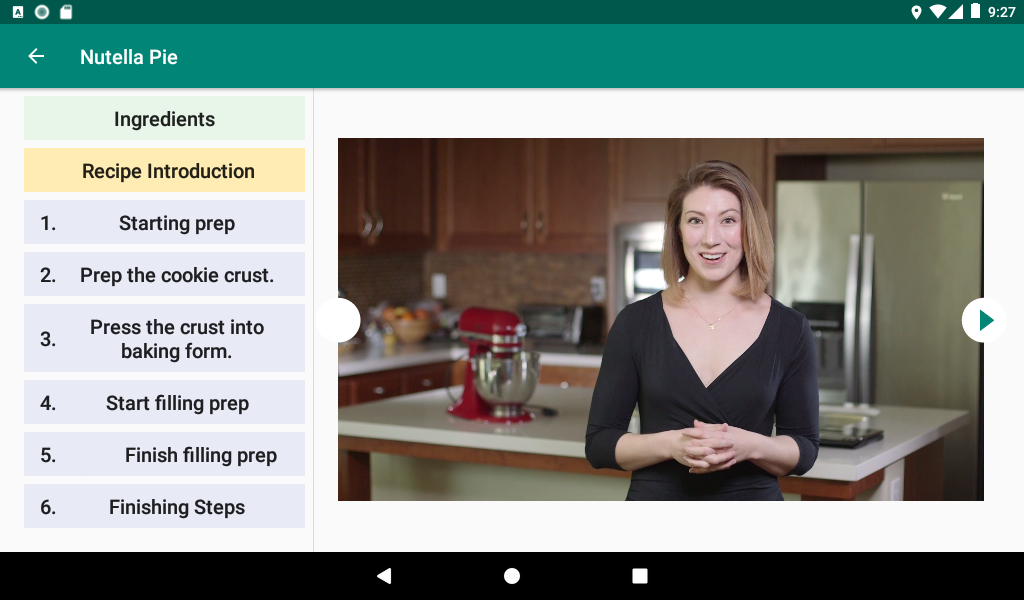 9:27
Nutella Pie
Ingredients
Recipe Introduction
1. Starting prep
2. Prep the cookie crust.
3. Press the crust into
baking form.
4. Start filling prep
5. Finish filling prep
6. Finishing Steps